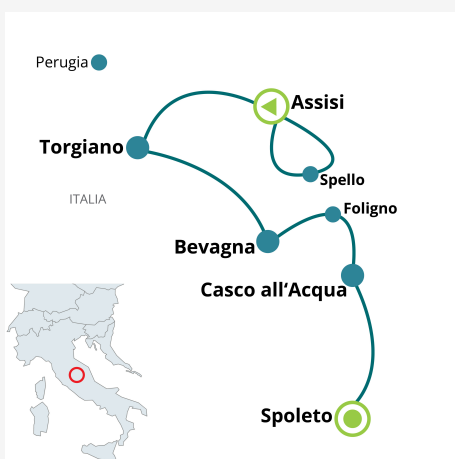 Perugia
Assisi
Torgiano
Spello
ITALIA
Foligno
Bevagna
Casco all‘Acqua
Spoleto